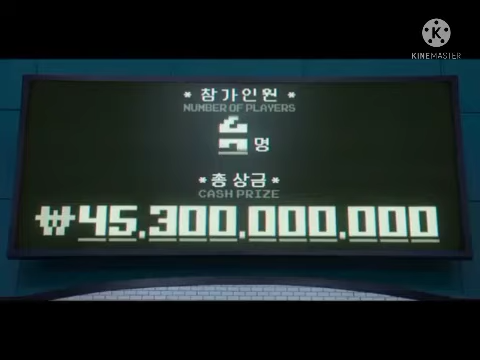 KINEMASTER
* 참가인원 *
NUMBER OF PLAYERS
명
* 총상금 *
CASH PRIZE
₩45.300.000.000